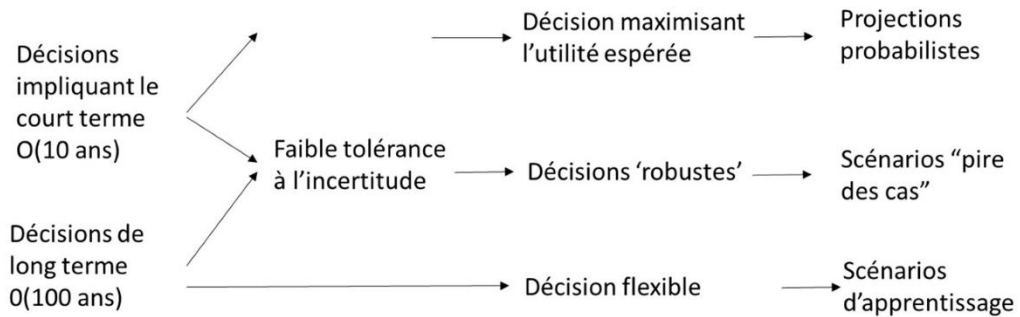 Décision maximisant
l'utilité espérée
Projections
probabilistes
Décisions
impliquant le
court terme
O(10 ans)
Faible tolérance
à l'incertitude
Décisions ‘robustes’
Scénarios “pire
des cas”
Décisions de
long terme
0(100 ans)
Décision flexible
Scénarios
d'apprentissage